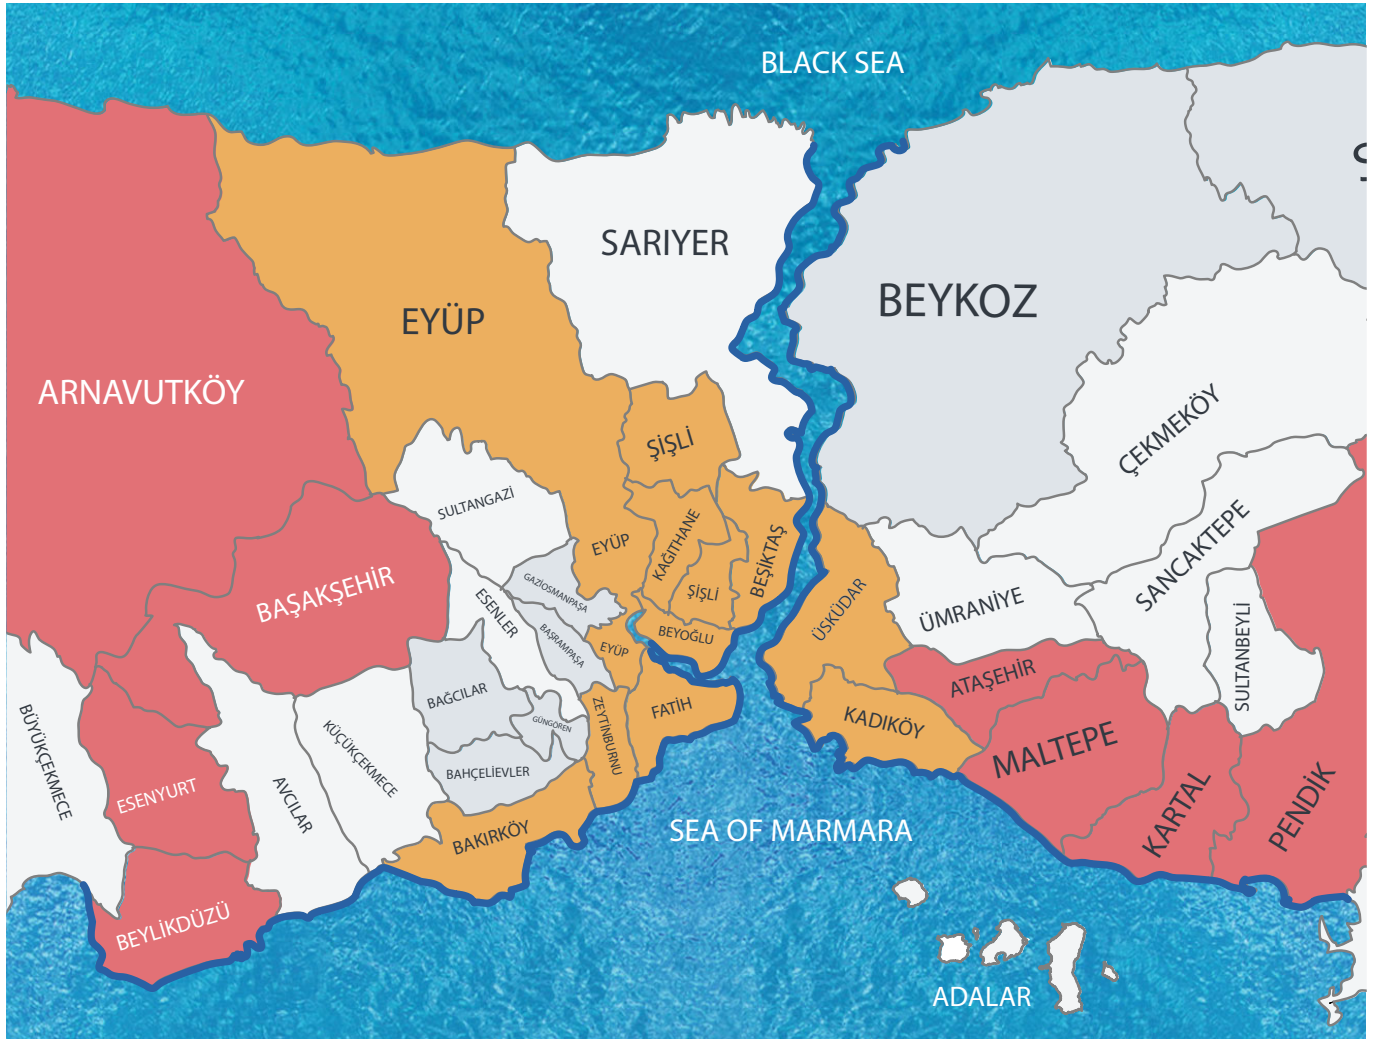 BLACK SEA
SARIYER
BEYKOZ
EYÜP
ARNAVUTKÖY
ŞİŞLİ
ÇEKMEKÖY
SULTANGAZİ
EYÜP
KAĞITHANE
BEŞİKTAŞ
SANCAKTEPE
BAŞAKŞEHİR
GAZİOSMANPAŞA
ŞİŞLİ
ÜSKÜDAR
ÜMRANİYE
ESENLER
BAŞRAMPAŞA
EYÜP
BEYOĞLU
SULTANBEYLİ
ATAŞEHİR
BAĞCILAR
GÜNGÖREN
ZEYTİNBURNU
FATİH
KADIKÖY
MALTEPE
BÜYÜKÇEKMECE
KÜÇÜKÇEKMECE
BAHÇELİEVLER
ESENYURT
AVCILAR
BAKIRKÖY
SEA OF MARMARA
KARTAL
PENDİK
BEYLİKDÜZÜ
ADALAR